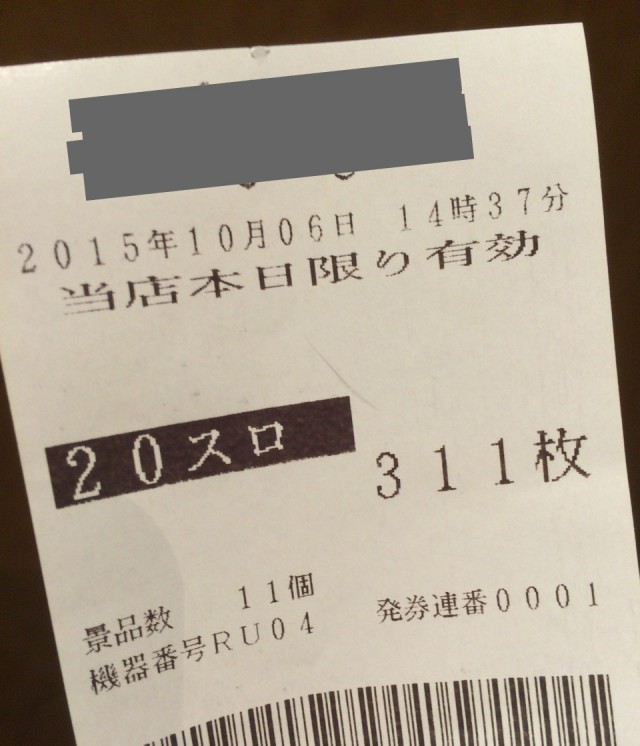 2015年10月06日 14時37分
当店本日限り有効
20スロ 311枚
景品数 11個
機器番号RU04 発券連番0001